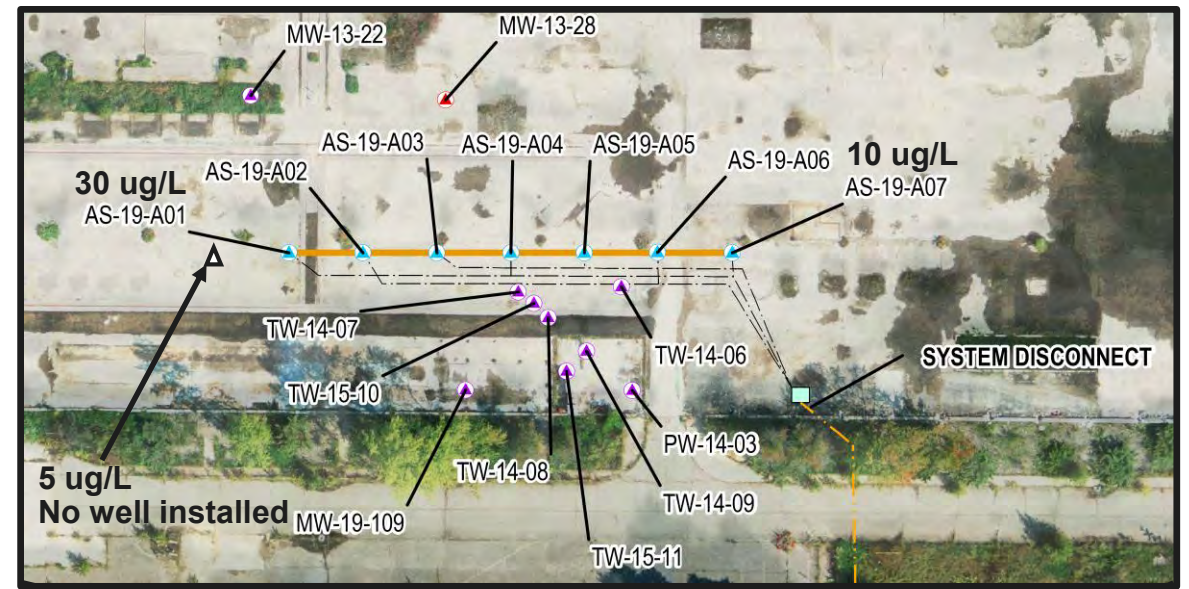 MW-13-22
MW-13-28
AS-19-A03
AS-19-A04
AS-19-A05
AS-19-A06
10 ug/L
AS-19-A07
AS-19-A02
30 ug/L
AS-19-A01
TW-14-07
TW-14-06
SYSTEM DISCONNECT
TW-15-10
PW-14-03
TW-14-08
TW-14-09
5 ug/L
No well installed
MW-19-109
TW-15-11